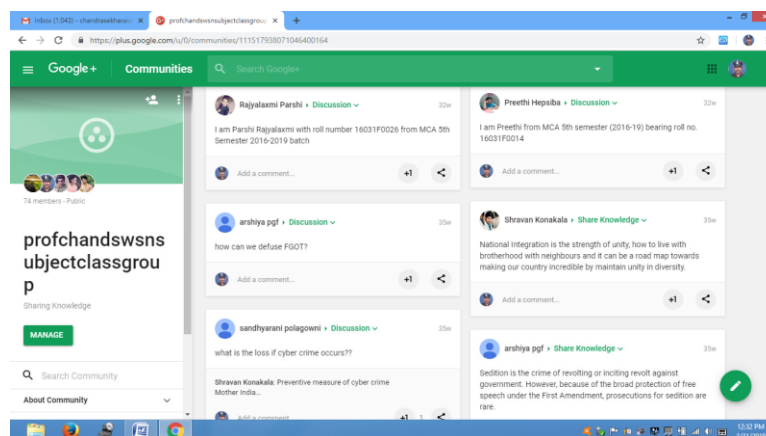 Inbox (1,043) - chandrasekharaia
profchandswsnsubjectclassgroup
https://plus.google.com/u/0/communities/111517938071046400164
Google+ Communities
Search Google+
74 members - Public
profchandswsns
ubjectclassgrou
p
Sharing Knowledge
MANAGE
Search Community
About Community
Rajyalaxmi Parshi ▸ Discussion
32w
I am Parshi Rajyalaxmi with roll number 16031F0026 from MCA 5th
Semester 2016-2019 batch
Add a comment...
+1
arshiya pgf ▸ Discussion
35w
how can we defuse FGOT?
Add a comment...
+1
sandhyarani polagowni ▸ Discussion
35w
what is the loss if cyber crime occurs??
Shravan Konakala: Preventive measure of cyber crime
Mother India...
Add a comment...
+1 1
Preethi Hepsiba ▸ Discussion
32w
I am Preethi from MCA 5th semester (2016-19) bearing roll no.
16031F0014
Add a comment...
+1
Shravan Konakala ▸ Share Knowledge
35w
National Integration is the strength of unity, how to live with
brotherhood with neighbours and it can be a road map towards
making our country incredible by maintain unity in diversity.
Add a comment...
+1
arshiya pgf ▸ Share Knowledge
35w
Sedition is the crime of revolting or inciting revolt against
government. However, because of the broad protection of free
speech under the First Amendment, prosecutions for sedition are
rare.
12:32 PM